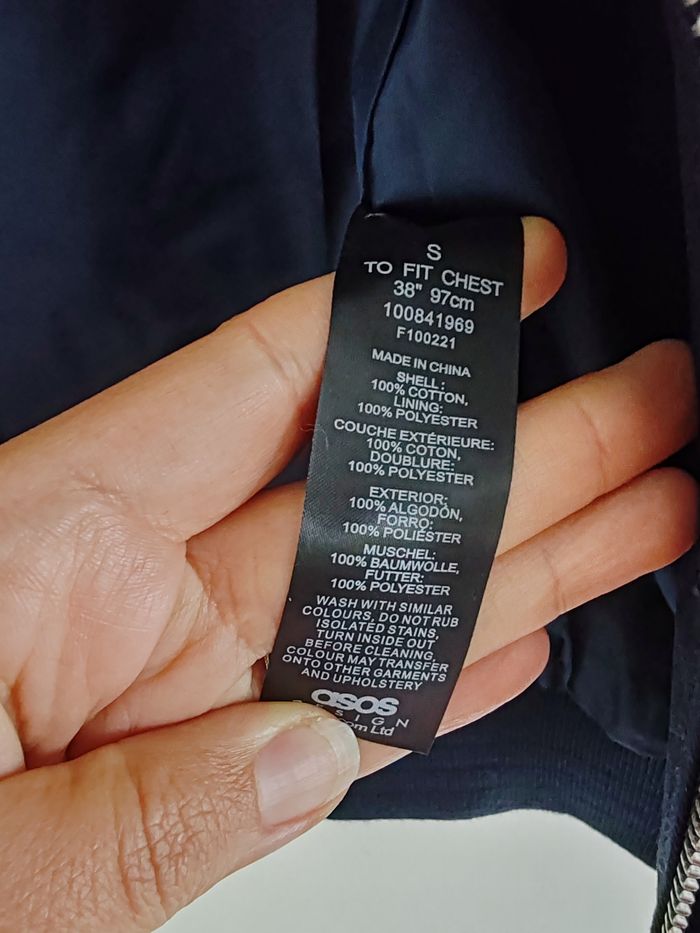 S
TO FIT CHEST
38" 97cm
100841969
F100221
MADE IN CHINA
SHELL:
100% COTTON,
LINING:
100% POLYESTER
COUCHE EXTÉRIEURE:
100% COTON,
DOUBLURE:
100% POLYESTER
EXTERIOR:
100% ALGODÓN,
FORRO:
100% POLIÉSTER
MUSCHEL:
100% BAUMWOLLE,
FUTTER:
100% POLYESTER
WASH WITH SIMILAR
COLOURS, DO NOT RUB
ISOLATED STAINS,
TURN INSIDE OUT
BEFORE CLEANING
COLOUR MAY TRANSFER
ONTO OTHER GARMENTS
AND UPHOLSTERY
asos
DESIGN
Ltd